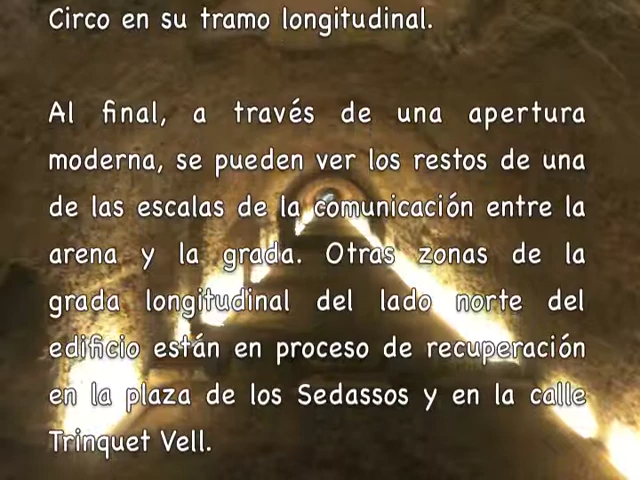 Circo en su tramo longitudinal.
Al final, a través de una apertura
moderna, se pueden ver los restos de una
de las escalas de la comunicación entre la
arena y la grada. Otras zonas de la
grada longitudinal del lado norte del
edificio están en proceso de recuperación
en la plaza de los Sedassos y en la calle
Trinquet Vell.